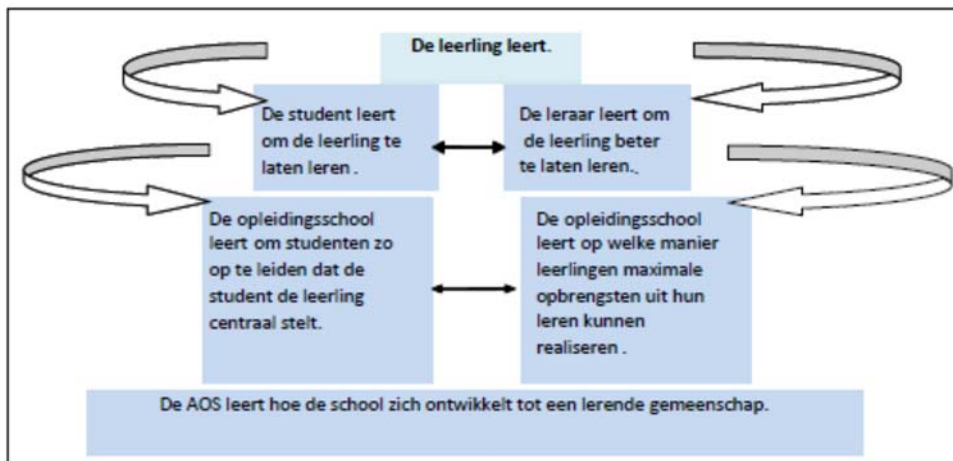 De leerling leert.
De student leert
om de leerling te
laten leren .
De leraar leert om
de leerling beter
te laten leren..
De opleidingsschool
leert om studenten zo
op te leiden dat de
student de leerling
centraal stelt.
De opleidingsschool
leert op welke manier
leerlingen maximale
opbrengsten uit hun
leren kunnen
realiseren .
De AOS leert hoe de school zich ontwikkelt tot een lerende gemeenschap.